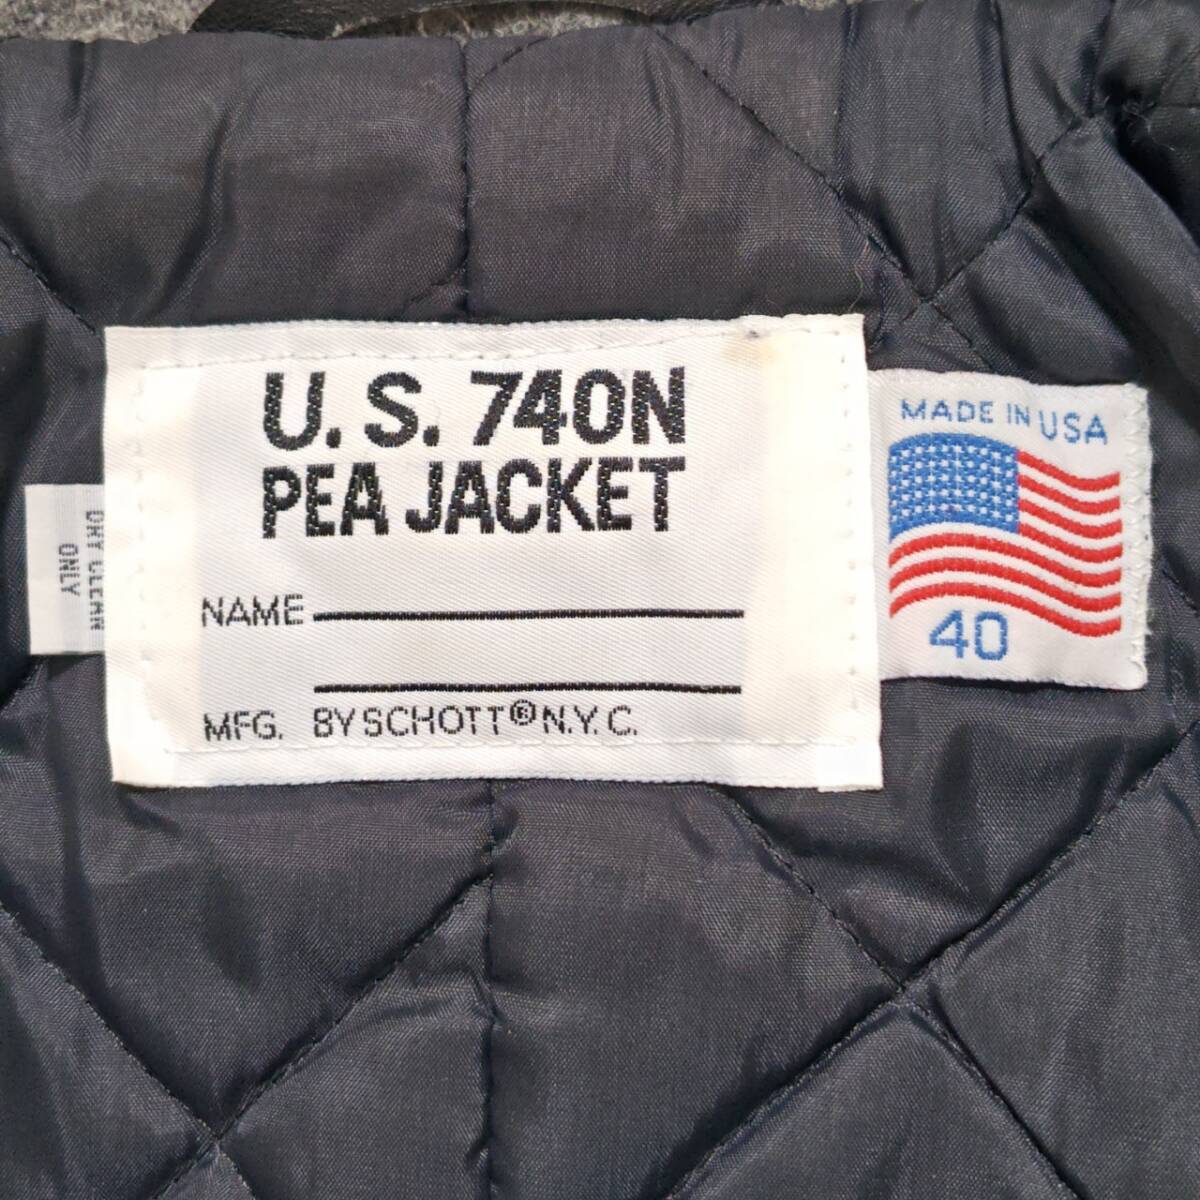 U.S. 740N
PEA JACKET
NAME
MFG. BY SCHOTT® N.Y.C.
MADE IN USA
40
DRY CLEAN
ONLY